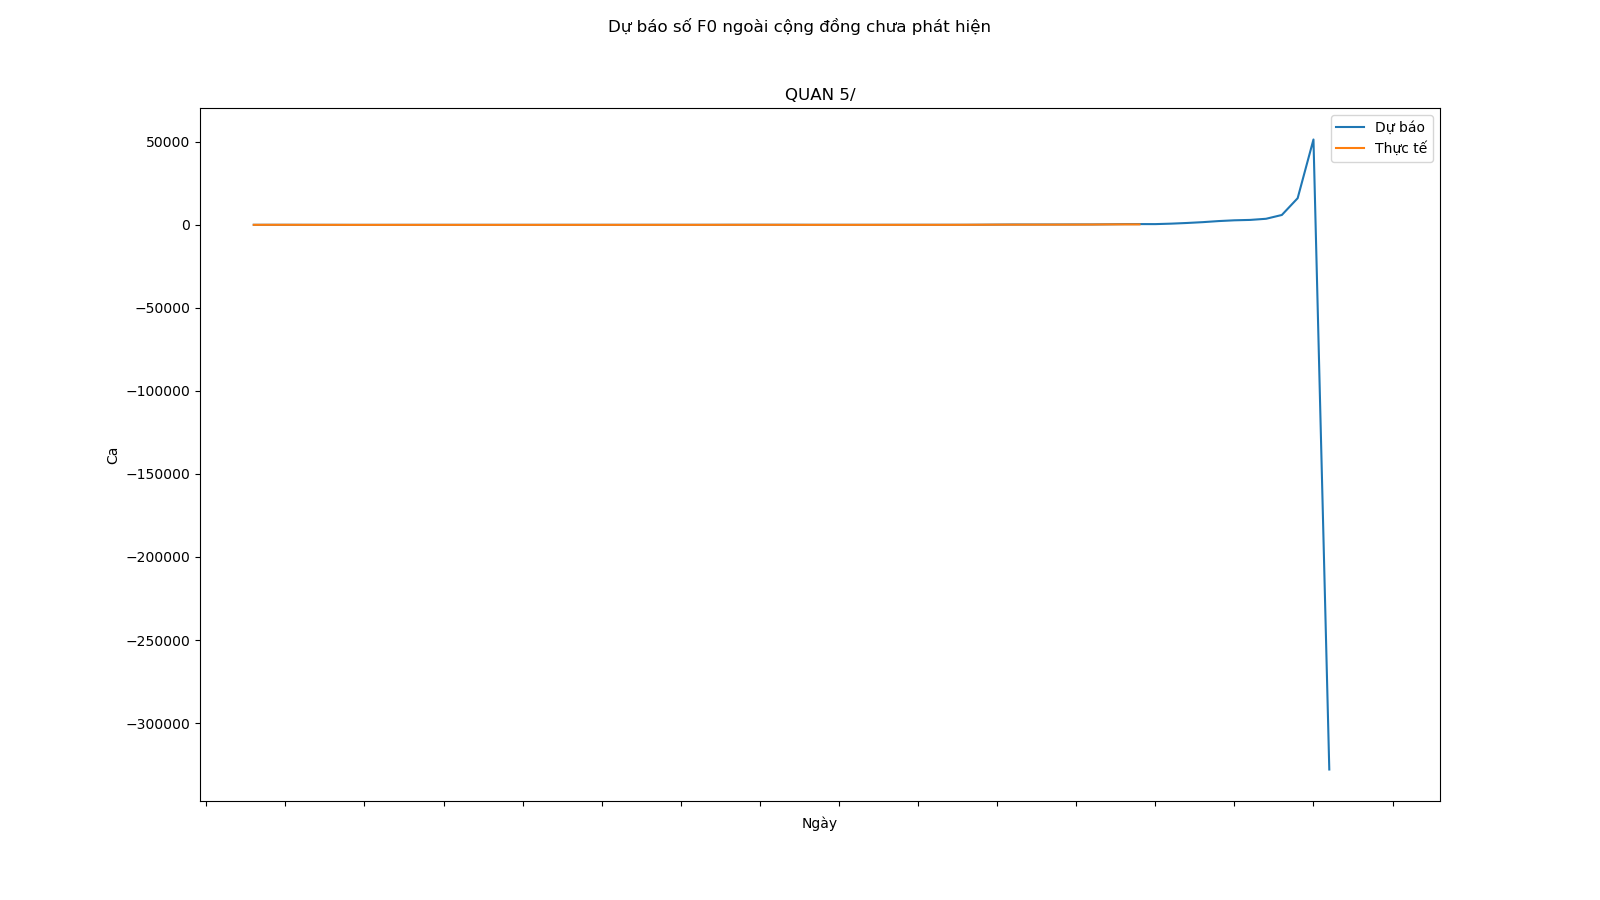 Dự báo số F0 ngoài cộng đồng chưa phát hiện
QUAN 5/
Dự báo
Thực tế
50000
0
−50000
−100000
−150000
−200000
−250000
−300000
Ca
Ngày